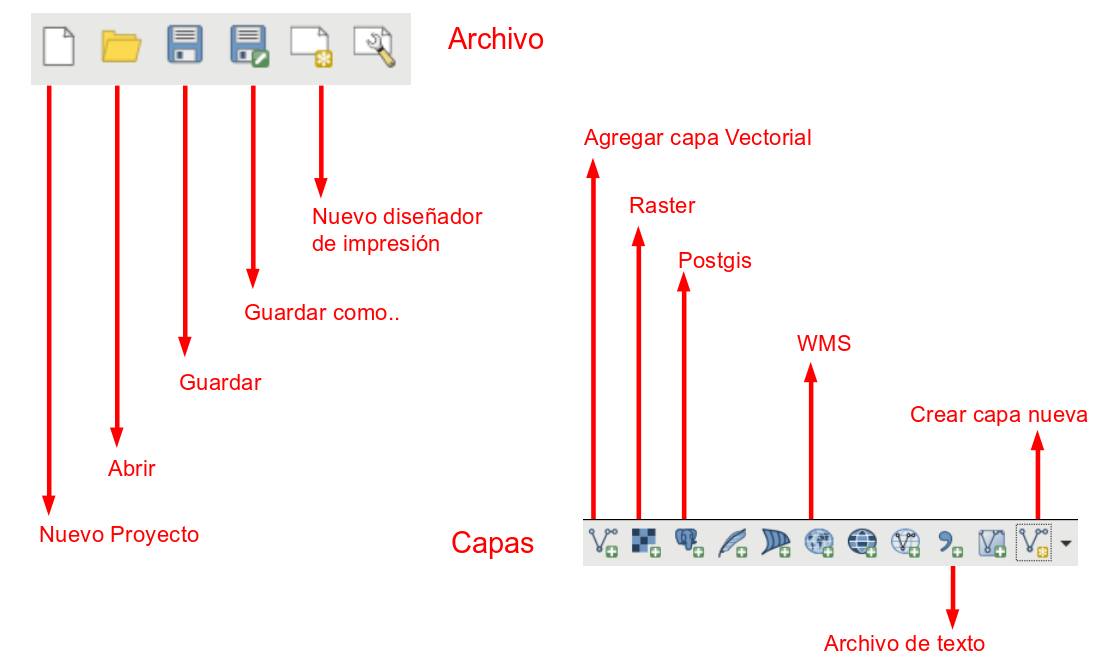 Archivo
Agregar capa Vectorial
Raster
Nuevo diseñador
de impresión
Postgis
Guardar como..
WMS
Guardar
Crear capa nueva
Abrir
Nuevo Proyecto
Capas
Archivo de texto